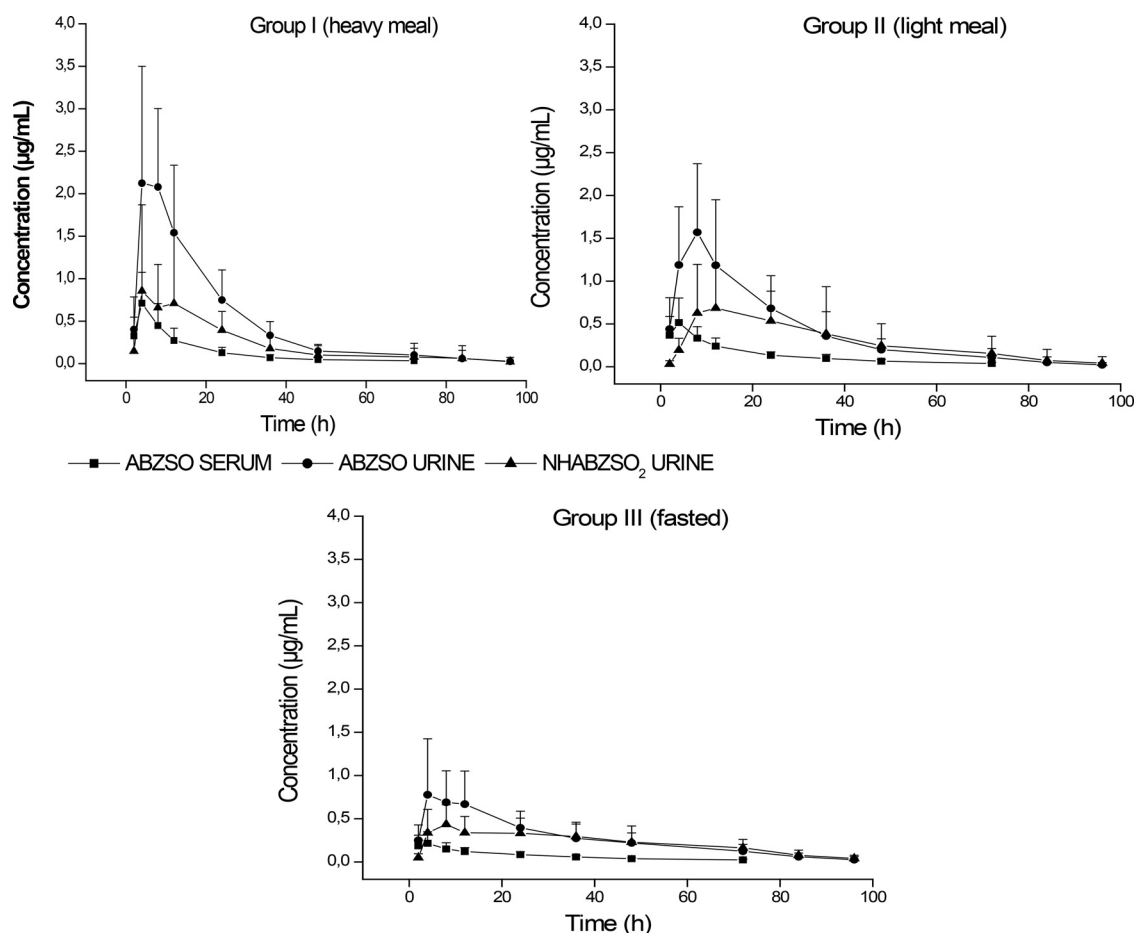 Group I (heavy meal)
Concentration (µg/mL)
4,0
3,5
3,0
2,5
2,0
1,5
1,0
0,5
0,0
0 20 40 60 80 100
Time (h)
Group II (light meal)
Concentration (µg/mL)
4,0
3,5
3,0
2,5
2,0
1,5
1,0
0,5
0,0
0 20 40 60 80 100
Time (h)
ABZSO SERUM ABZSO URINE NHABZSO₂ URINE
Group III (fasted)
Concentration (µg/mL)
4,0
3,5
3,0
2,5
2,0
1,5
1,0
0,5
0,0
0 20 40 60 80 100
Time (h)